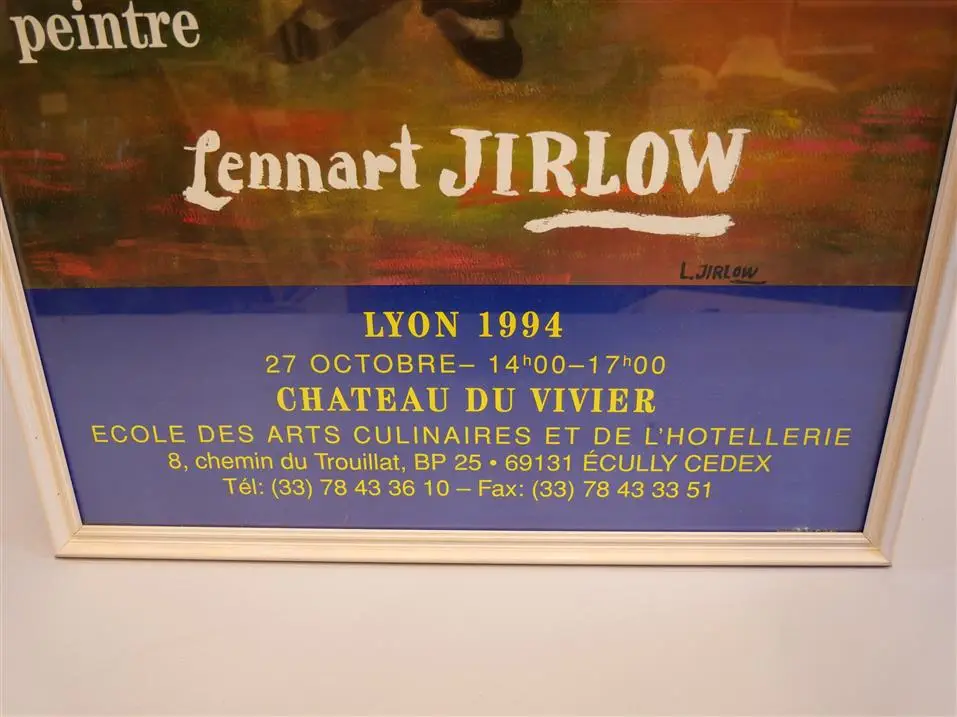 peintre
Lennart JIRLOW
L.JIRLOW
LYON 1994
27 OCTOBRE– 14h00–17h00
CHATEAU DU VIVIER
ECOLE DES ARTS CULINAIRES ET DE L'HOTELLERIE
8, chemin du Trouillat, BP 25 • 69131 ÉCULLY CEDEX
Tél: (33) 78 43 36 10 – Fax: (33) 78 43 33 51